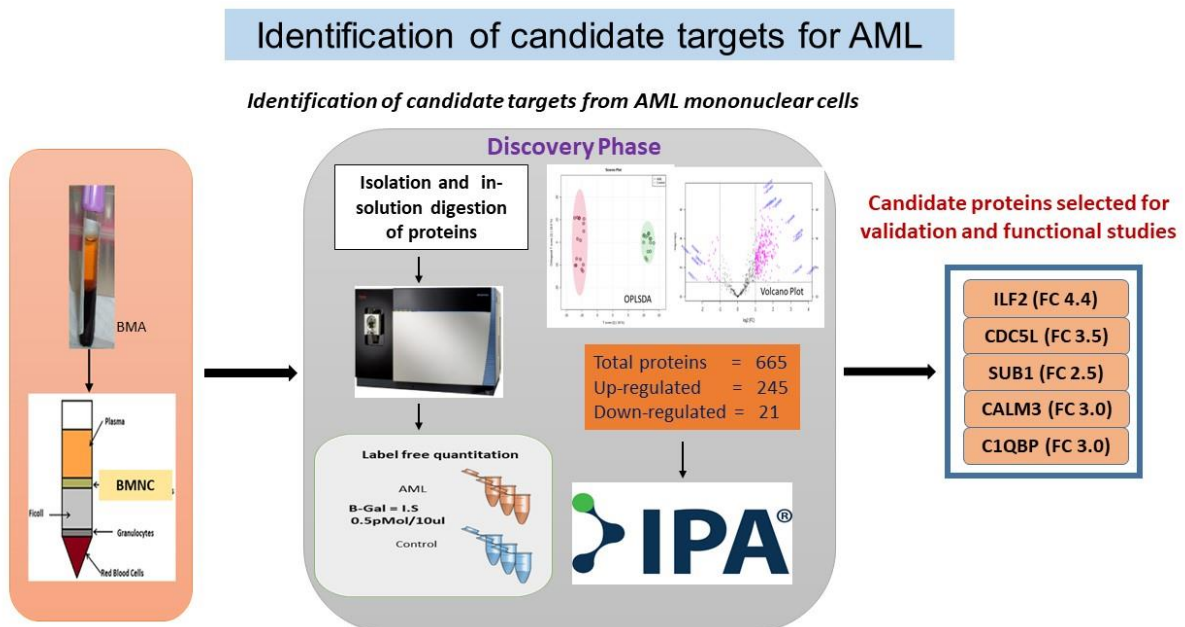 Identification of candidate targets for AML
Identification of candidate targets from AML mononuclear cells
Discovery Phase
BMA
Plasma
BMNC
Ficoll
Granulocytes
Red Blood Cells
Isolation and in-
solution digestion
of proteins
Label free quantitation
AML
B-Gal = I.S
0.5pMol/10ul
Control
OPLSDA
Volcano Plot
Total proteins = 665
Up-regulated = 245
Down-regulated = 21
IPA®
Candidate proteins selected for
validation and functional studies
ILF2 (FC 4.4)
CDC5L (FC 3.5)
SUB1 (FC 2.5)
CALM3 (FC 3.0)
C1QBP (FC 3.0)